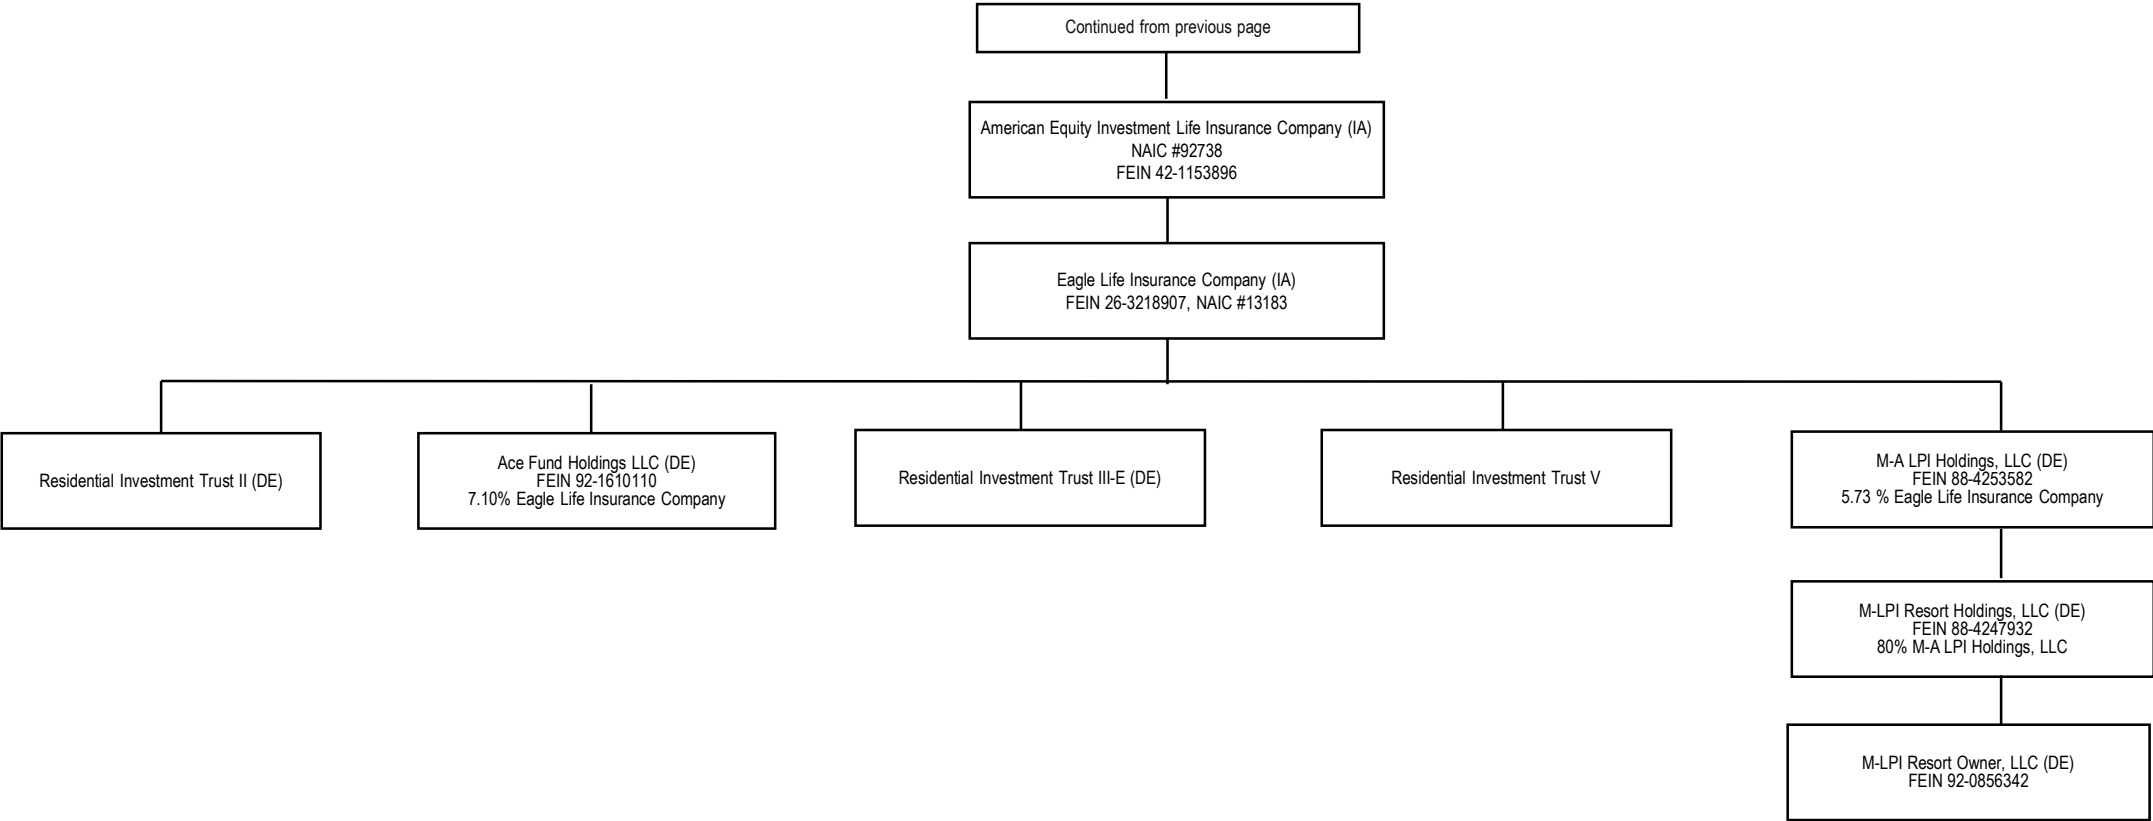 Continued from previous page
American Equity Investment Life Insurance Company (IA)
NAIC #92738
FEIN 42-1153896
Eagle Life Insurance Company (IA)
FEIN 26-3218907, NAIC #13183
Residential Investment Trust II (DE)
Ace Fund Holdings LLC (DE)
FEIN 92-1610110
7.10% Eagle Life Insurance Company
Residential Investment Trust III-E (DE)
Residential Investment Trust V
M-A LPI Holdings, LLC (DE)
FEIN 88-4253582
5.73 % Eagle Life Insurance Company
M-LPI Resort Holdings, LLC (DE)
FEIN 88-4247932
80% M-A LPI Holdings, LLC
M-LPI Resort Owner, LLC (DE)
FEIN 92-0856342